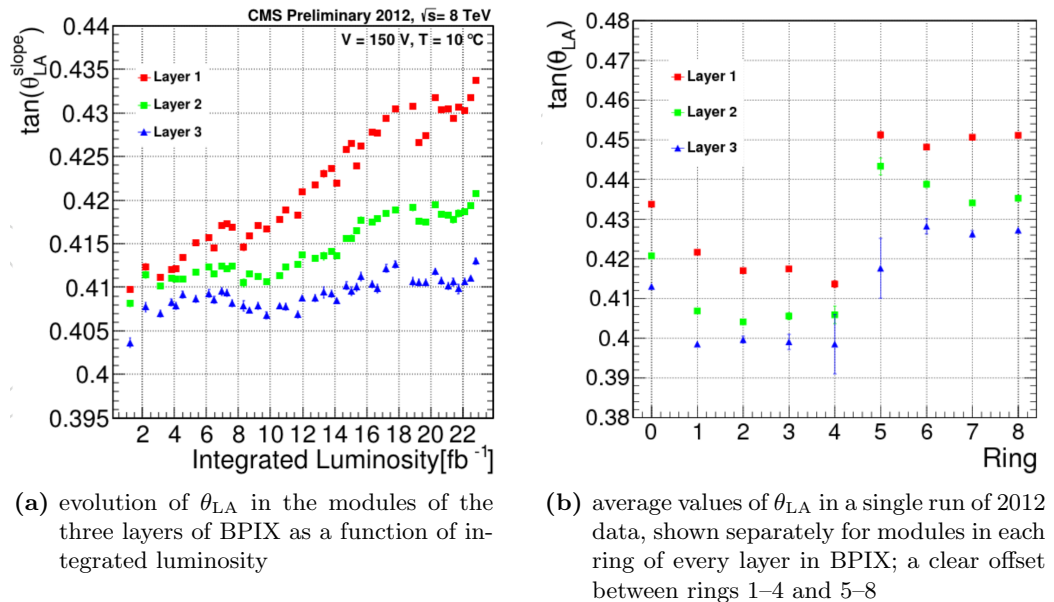 CMS Preliminary 2012, √s= 8 TeV
V = 150 V, T = 10 °C
tan(θ_LA^slope)
Layer 1
Layer 2
Layer 3
0.44
0.435
0.43
0.425
0.42
0.415
0.41
0.405
0.4
0.395
2 4 6 8 10 12 14 16 18 20 22
Integrated Luminosity[fb ⁻¹]
tan(θ_LA)
Layer 1
Layer 2
Layer 3
0.48
0.47
0.46
0.45
0.44
0.43
0.42
0.41
0.4
0.39
0.38
0 1 2 3 4 5 6 7 8
Ring
(a) evolution of θ_LA in the modules of the
three layers of BPIX as a function of in-
tegrated luminosity
(b) average values of θ_LA in a single run of 2012
data, shown separately for modules in each
ring of every layer in BPIX; a clear offset
between rings 1–4 and 5–8